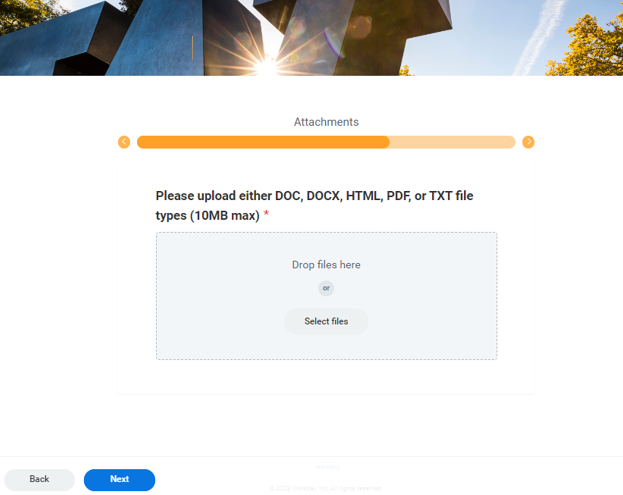 Attachments
Please upload either DOC, DOCX, HTML, PDF, or TXT file
types (10MB max) *
Drop files here
or
Select files
Back
Next